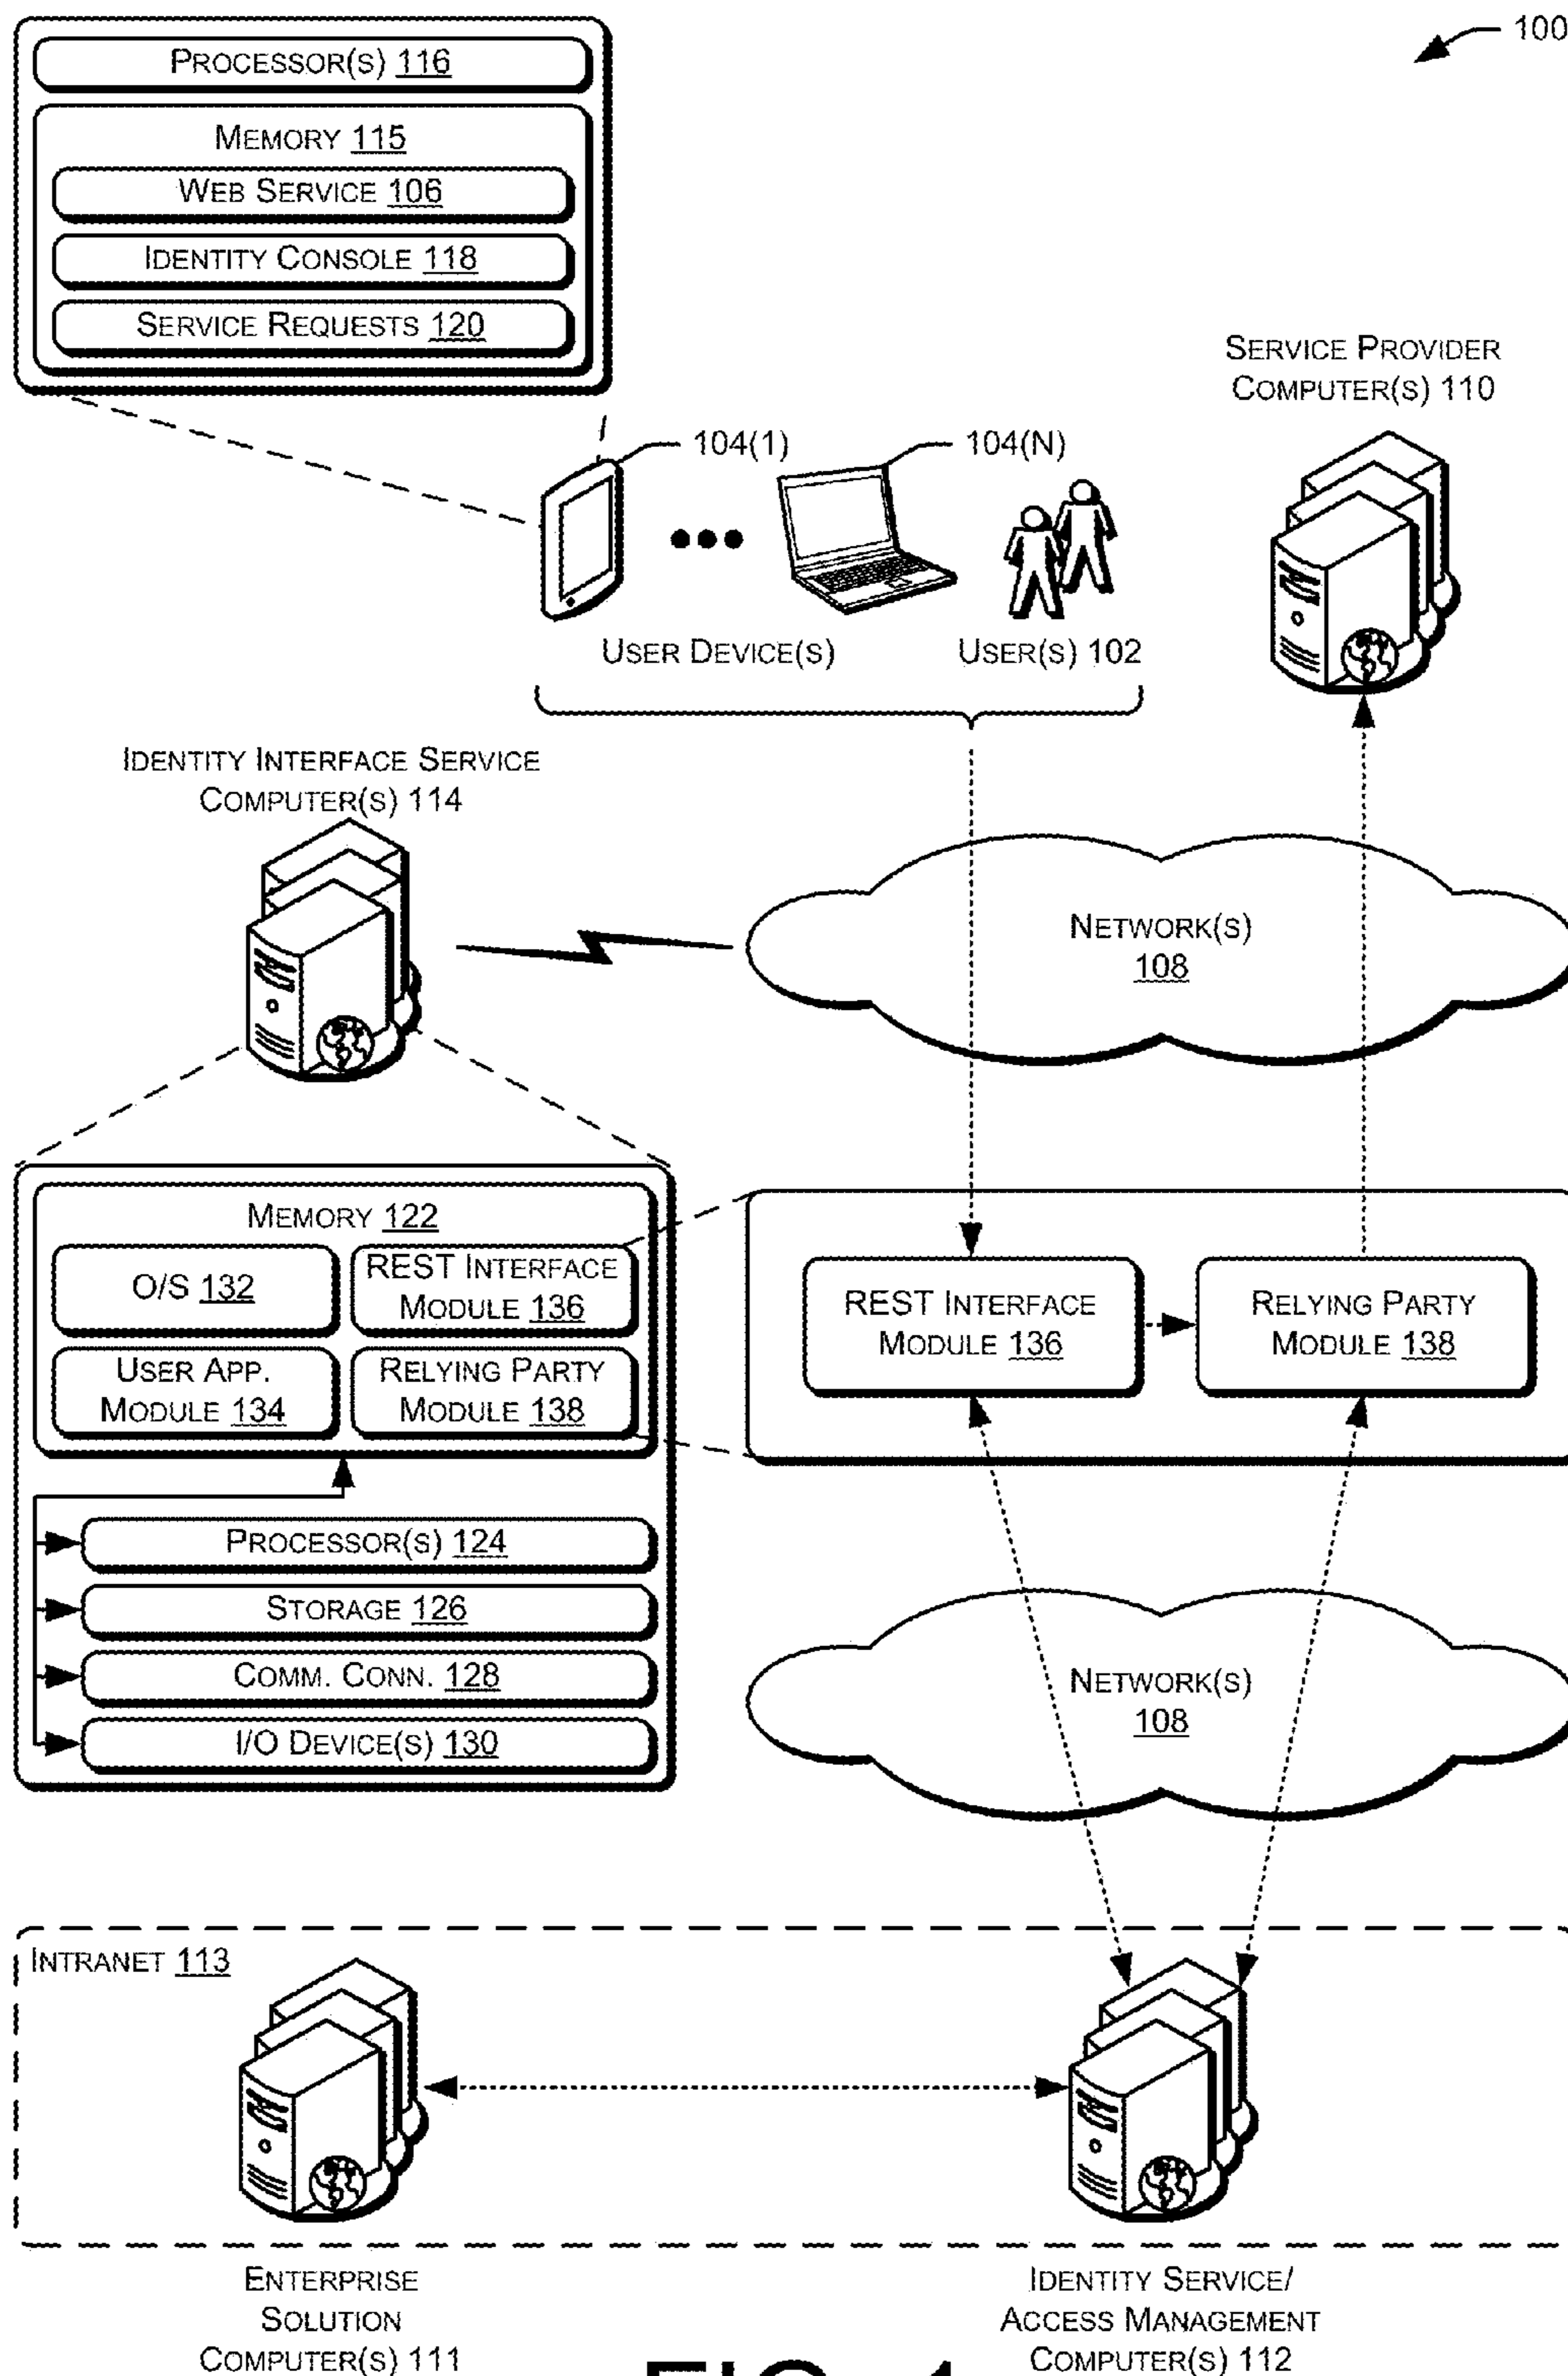 100
PROCESSOR(S) 116
MEMORY 115
WEB SERVICE 106
IDENTITY CONSOLE 118
SERVICE REQUESTS 120
SERVICE PROVIDER
COMPUTER(S) 110
104(1)
104(N)
USER DEVICE(S)
USER(S) 102
IDENTITY INTERFACE SERVICE
COMPUTER(S) 114
NETWORK(S)
108
MEMORY 122
O/S 132
REST INTERFACE
MODULE 136
USER APP.
MODULE 134
RELYING PARTY
MODULE 138
REST INTERFACE
MODULE 136
RELYING PARTY
MODULE 138
PROCESSOR(S) 124
STORAGE 126
COMM. CONN. 128
I/O DEVICE(S) 130
NETWORK(S)
108
INTRANET 113
ENTERPRISE
SOLUTION
COMPUTER(S) 111
IDENTITY SERVICE/
ACCESS MANAGEMENT
COMPUTER(S) 112
FIG. 1